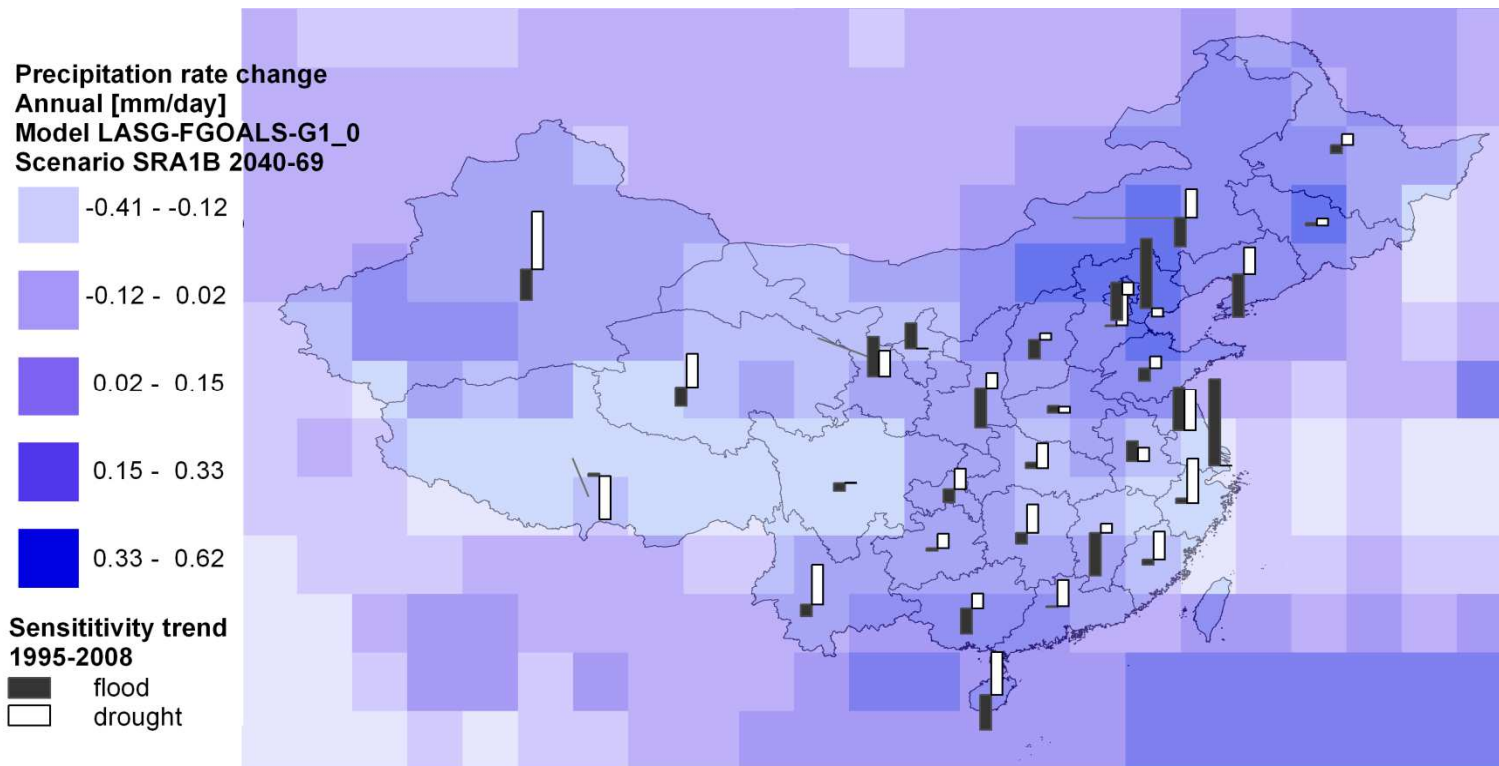 Precipitation rate change
Annual [mm/day]
Model LASG-FGOALS-G1_0
Scenario SRA1B 2040-69
-0.41 - -0.12
-0.12 - 0.02
0.02 - 0.15
0.15 - 0.33
0.33 - 0.62
Sensititivity trend
1995-2008
flood
drought